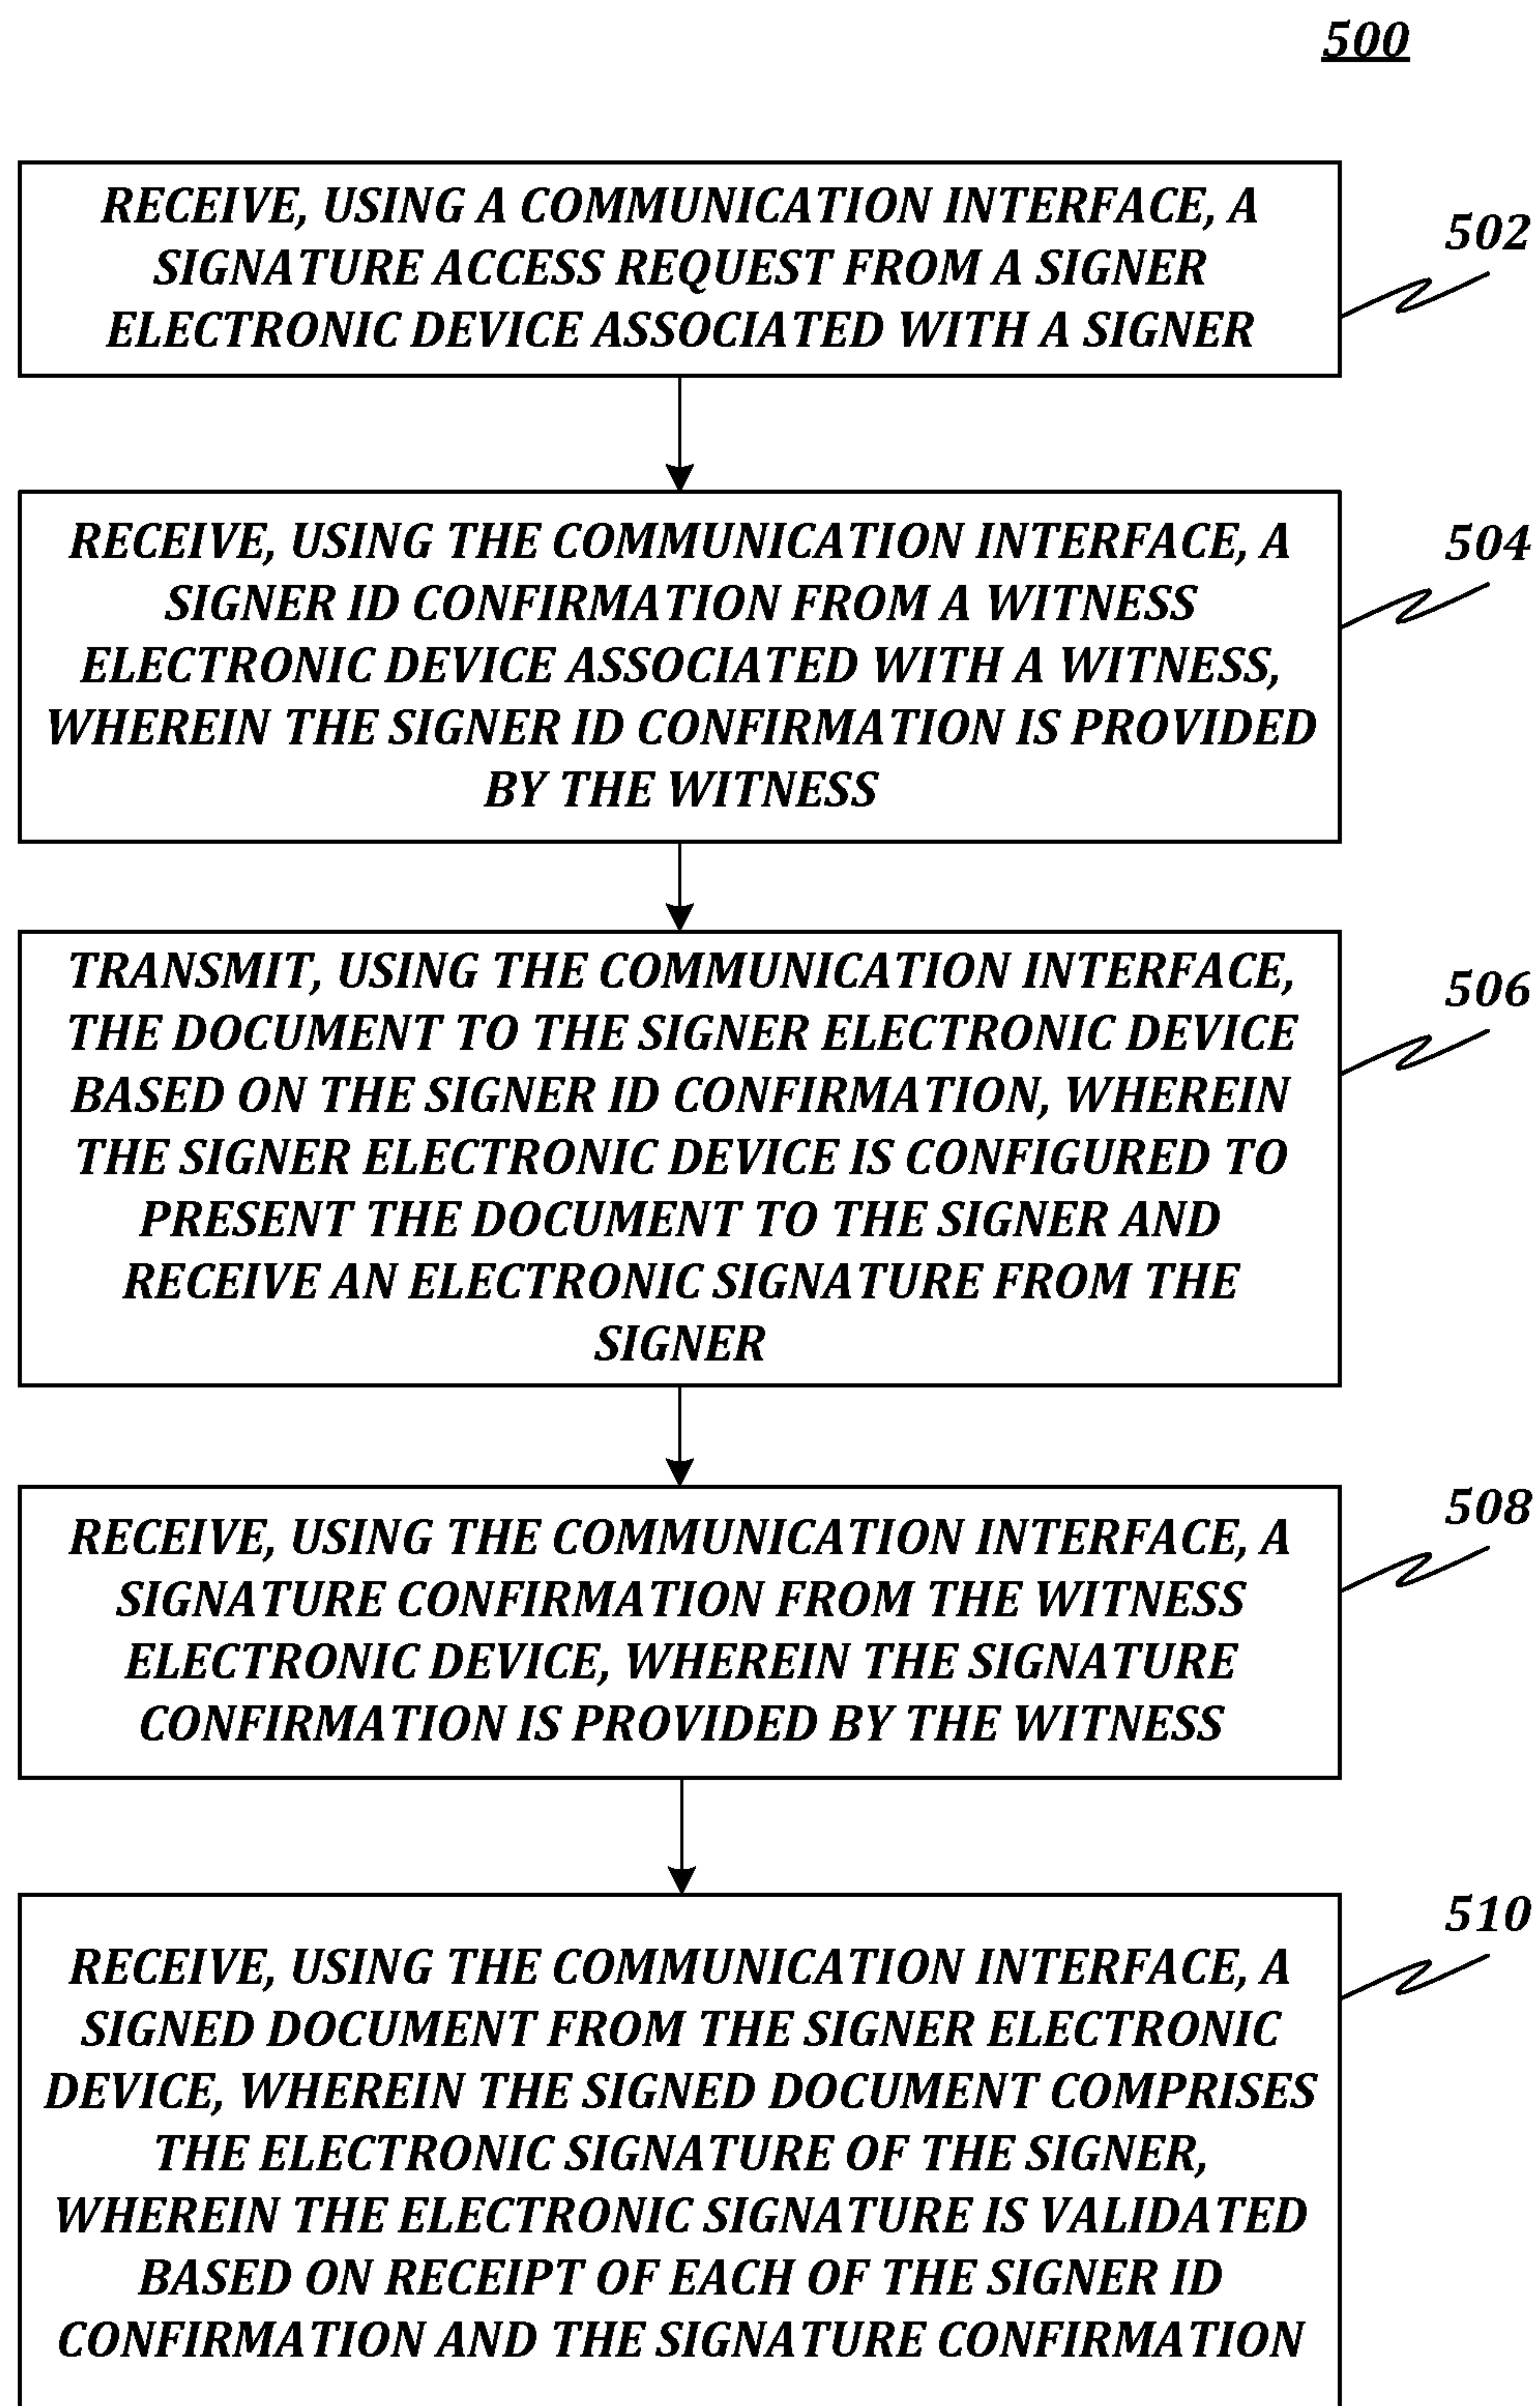 500
RECEIVE, USING A COMMUNICATION INTERFACE, A
SIGNATURE ACCESS REQUEST FROM A SIGNER
ELECTRONIC DEVICE ASSOCIATED WITH A SIGNER
502
RECEIVE, USING THE COMMUNICATION INTERFACE, A
SIGNER ID CONFIRMATION FROM A WITNESS
ELECTRONIC DEVICE ASSOCIATED WITH A WITNESS,
WHEREIN THE SIGNER ID CONFIRMATION IS PROVIDED
BY THE WITNESS
504
TRANSMIT, USING THE COMMUNICATION INTERFACE,
THE DOCUMENT TO THE SIGNER ELECTRONIC DEVICE
BASED ON THE SIGNER ID CONFIRMATION, WHEREIN
THE SIGNER ELECTRONIC DEVICE IS CONFIGURED TO
PRESENT THE DOCUMENT TO THE SIGNER AND
RECEIVE AN ELECTRONIC SIGNATURE FROM THE
SIGNER
506
RECEIVE, USING THE COMMUNICATION INTERFACE, A
SIGNATURE CONFIRMATION FROM THE WITNESS
ELECTRONIC DEVICE, WHEREIN THE SIGNATURE
CONFIRMATION IS PROVIDED BY THE WITNESS
508
RECEIVE, USING THE COMMUNICATION INTERFACE, A
SIGNED DOCUMENT FROM THE SIGNER ELECTRONIC
DEVICE, WHEREIN THE SIGNED DOCUMENT COMPRISES
THE ELECTRONIC SIGNATURE OF THE SIGNER,
WHEREIN THE ELECTRONIC SIGNATURE IS VALIDATED
BASED ON RECEIPT OF EACH OF THE SIGNER ID
CONFIRMATION AND THE SIGNATURE CONFIRMATION
510